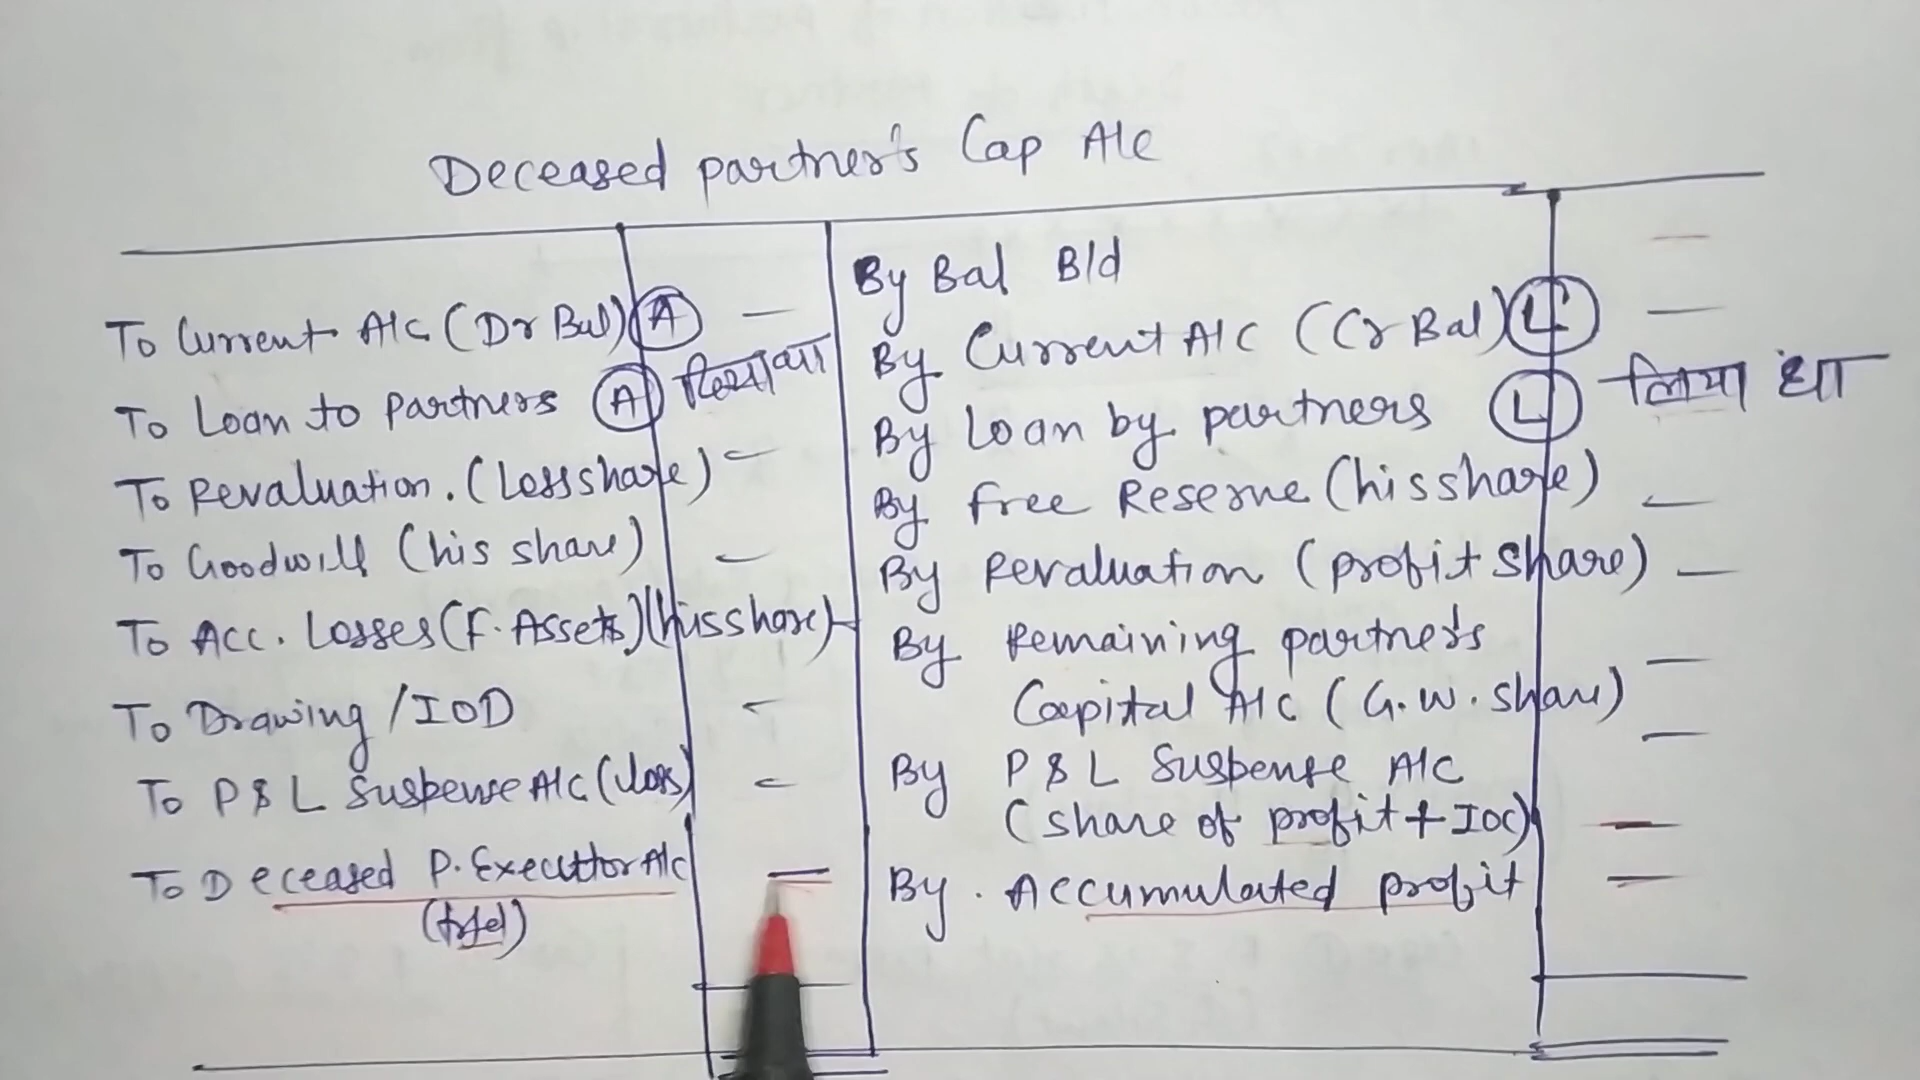 Deceased partner's Cap A/c
To Current A/c (Dr Bal) A
To Loan to partners A दिया था
To Revaluation. (Loss share)
To Goodwill (his share)
To Acc. Losses (F. Assets) (his share)
To Drawing / IOD
To P & L Suspense A/c (loss)
To Deceased P. Executtor A/c
(trfd)
By Bal B/d
By Current A/c (Cr Bal) L
By Loan by partners L लिया था
By free Reserve (his share)
By Revaluation (profit share)
By Remaining partner's
Capital A/c (G.W. share)
By P & L Suspense A/c
(share of profit + IOC)
By. Accumulated profit